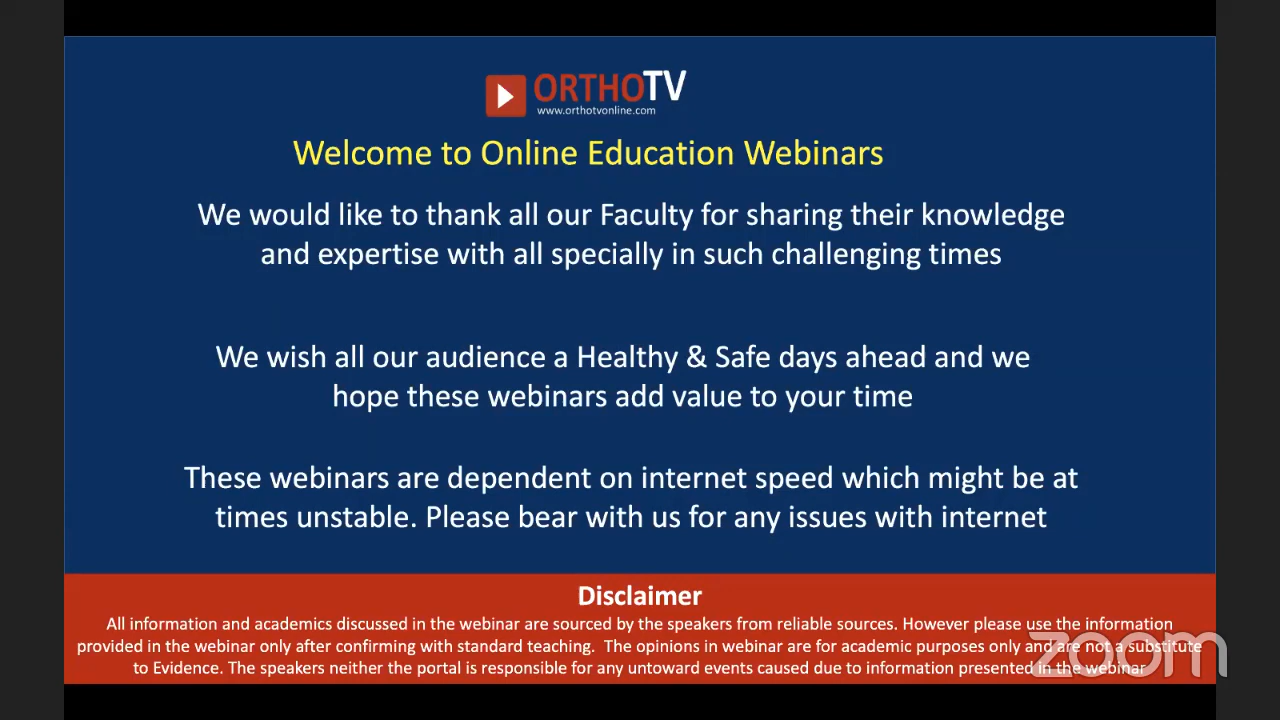 ORTHOTV
www.orthotvonline.com
Welcome to Online Education Webinars
We would like to thank all our Faculty for sharing their knowledge
and expertise with all specially in such challenging times
We wish all our audience a Healthy & Safe days ahead and we
hope these webinars add value to your time
These webinars are dependent on internet speed which might be at
times unstable. Please bear with us for any issues with internet
Disclaimer
All information and academics discussed in the webinar are sourced by the speakers from reliable sources. However please use the information
provided in the webinar only after confirming with standard teaching. The opinions in webinar are for academic purposes only and are not a substitute
to Evidence. The speakers neither the portal is responsible for any untoward events caused due to information presented in the webinar
zoom